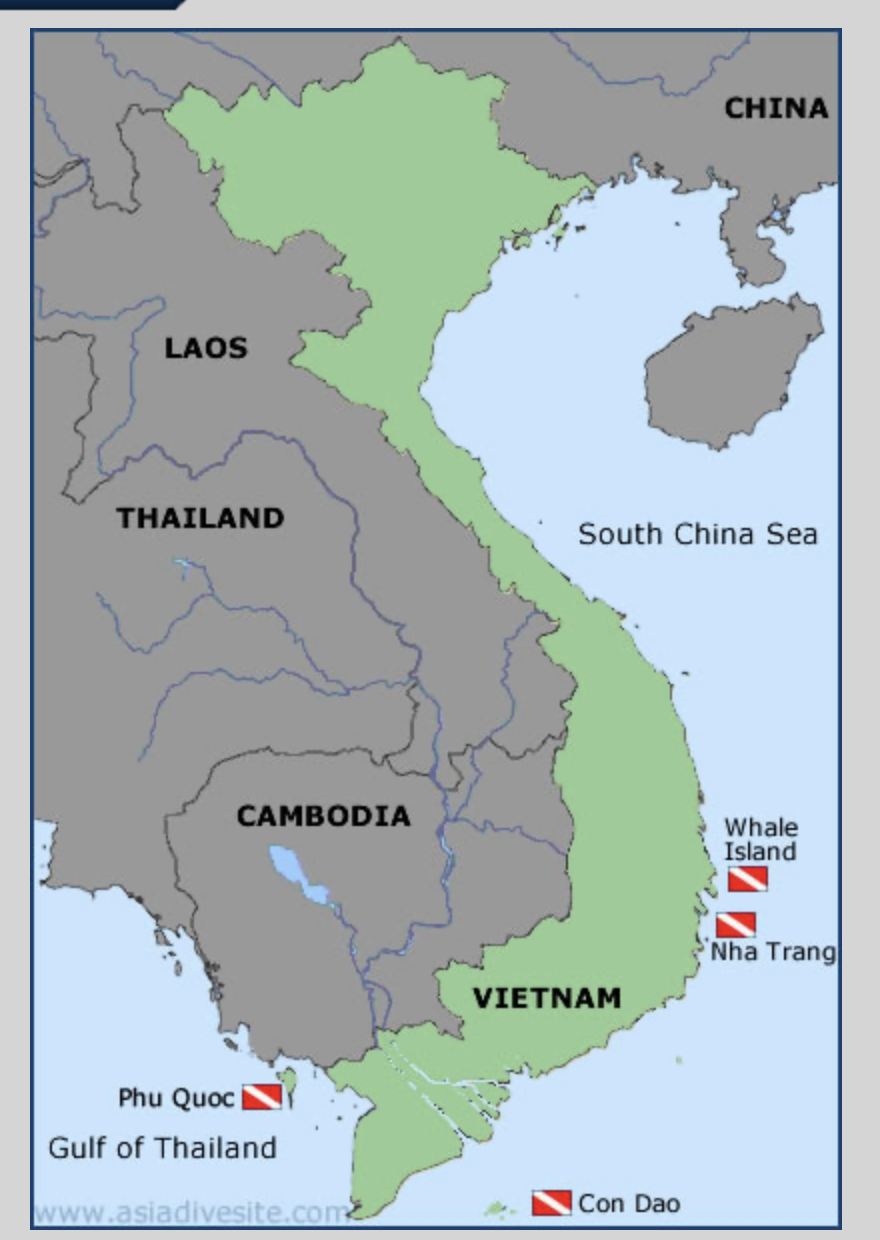 CHINA
LAOS
THAILAND
South China Sea
CAMBODIA
Whale
Island
Nha Trang
VIETNAM
Phu Quoc
Gulf of Thailand
Con Dao
www.asiadivesite.com